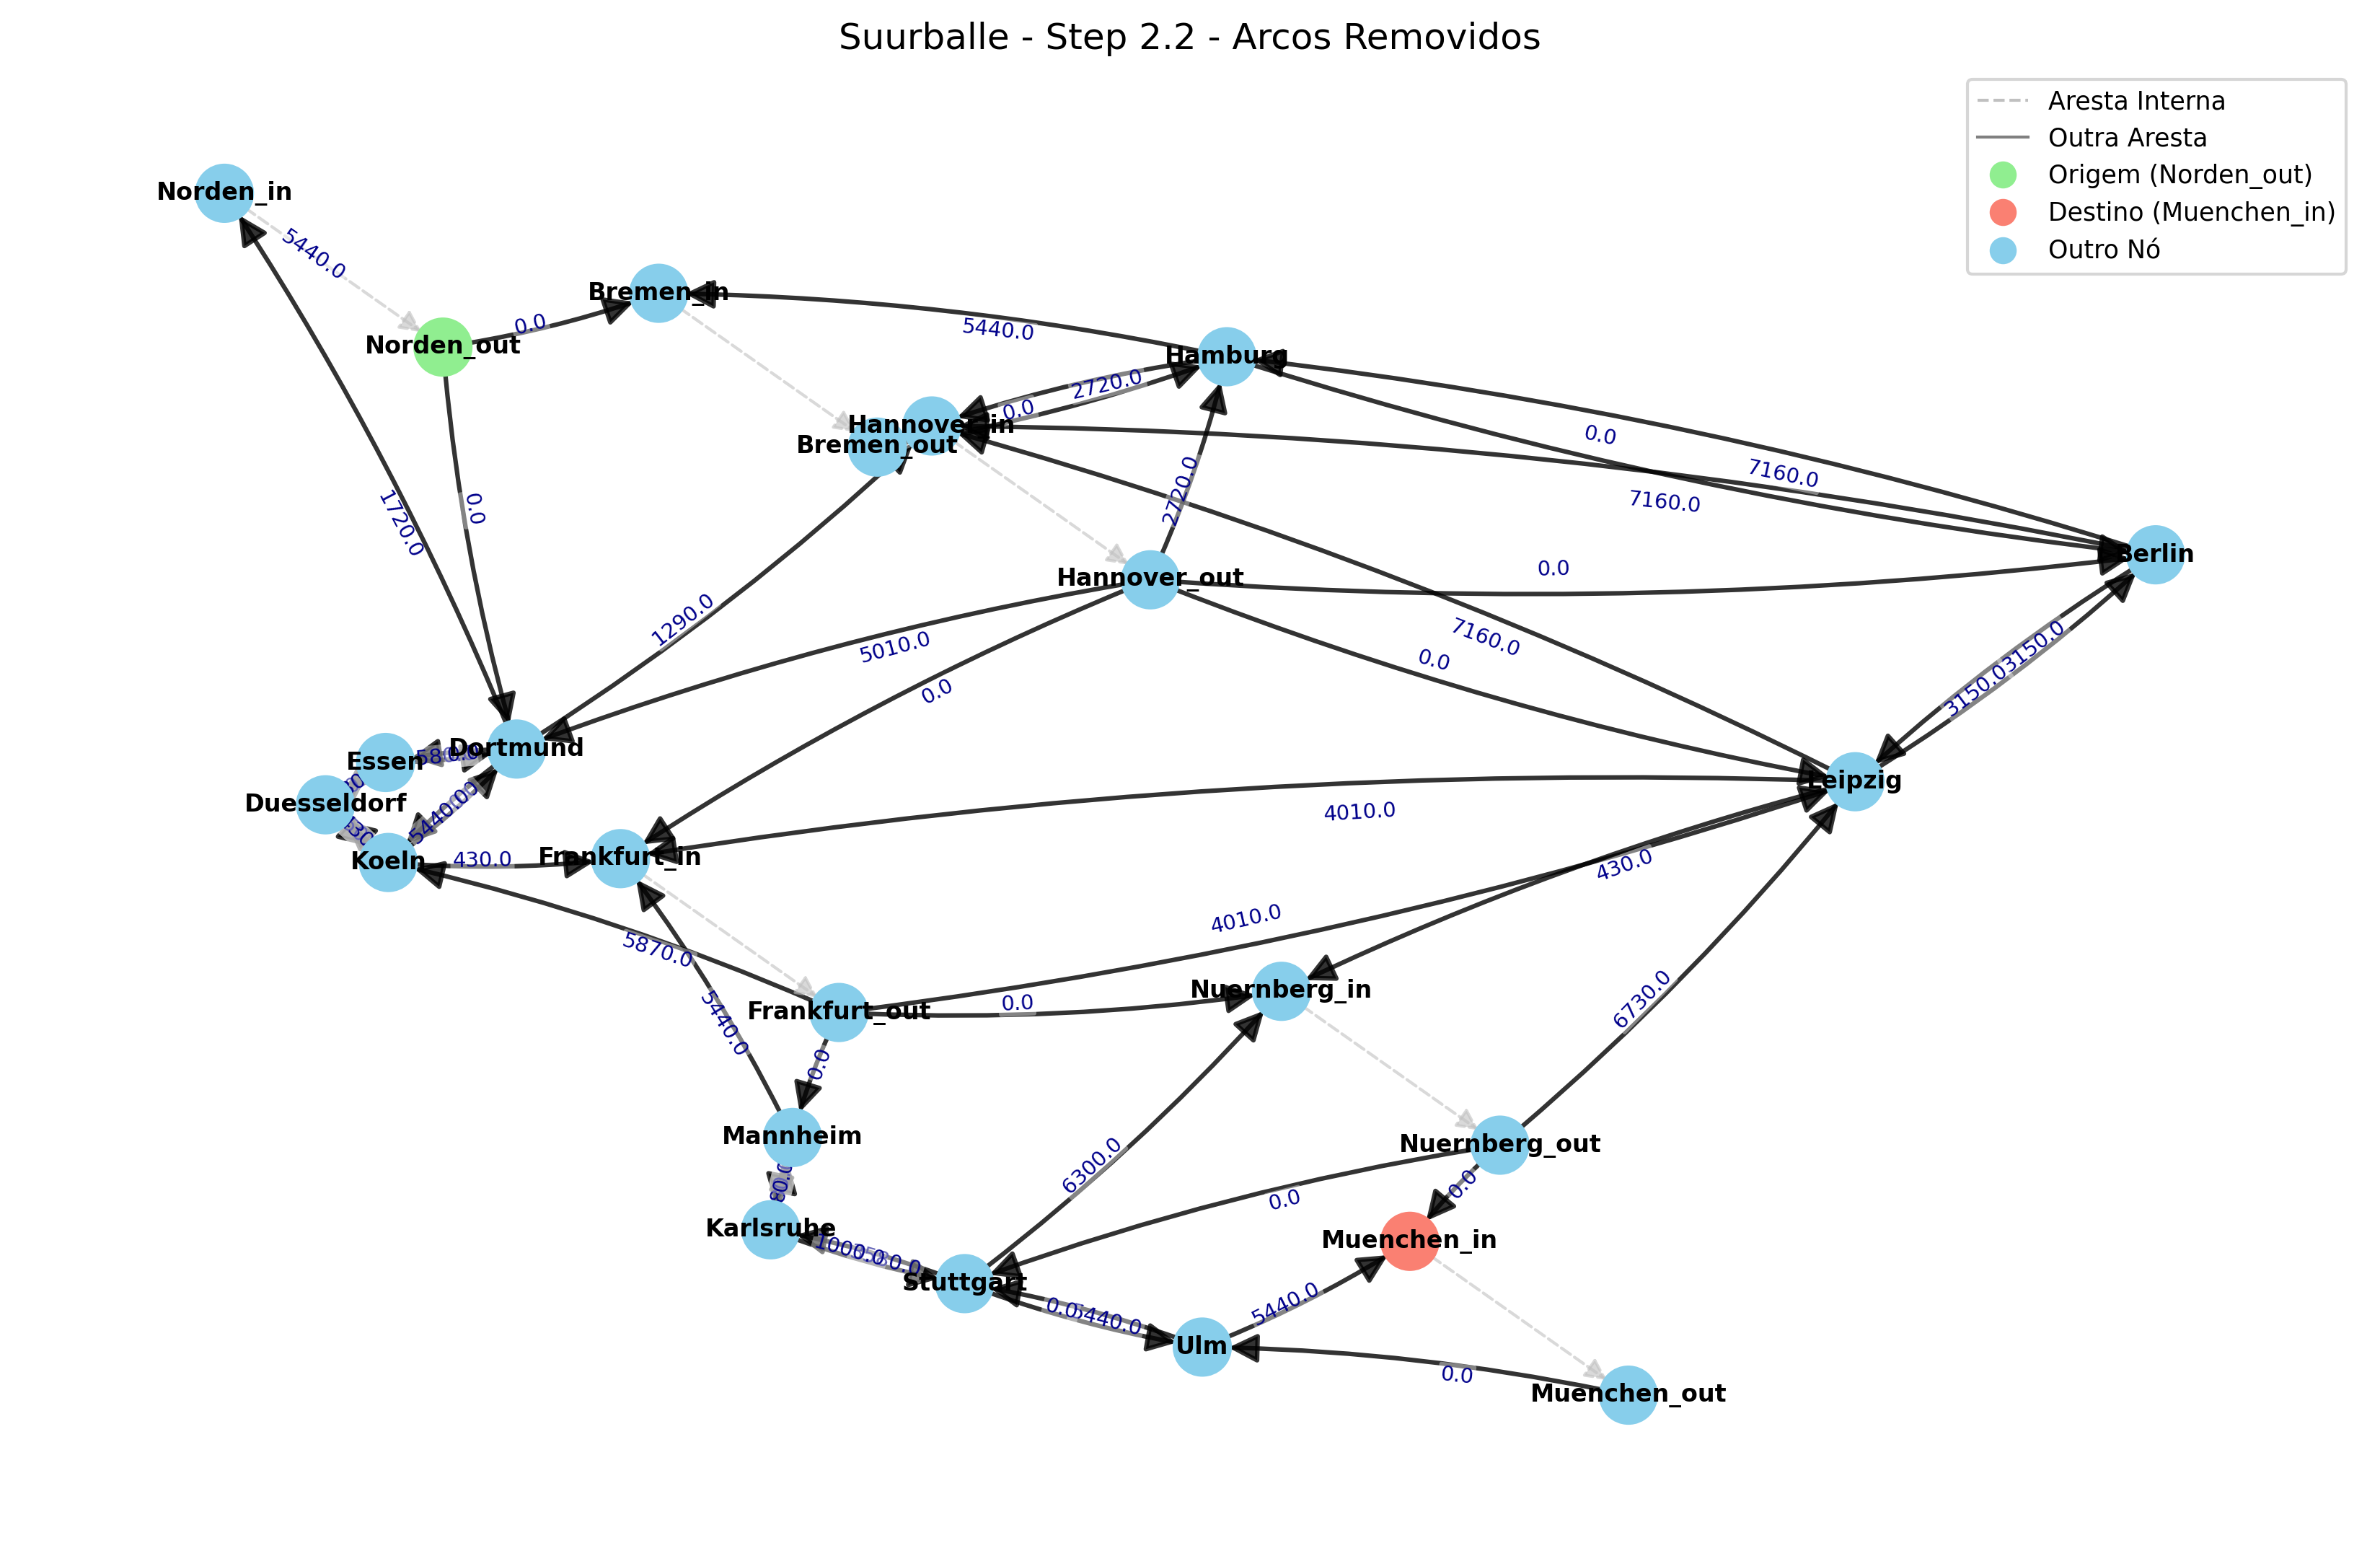 Suurballe - Step 2.2 - Arcos Removidos
Aresta Interna
Outra Aresta
Origem (Norden_out)
Destino (Muenchen_in)
Outro Nó
Norden_in
5440.0
Bremen_in
0.0
Norden_out
5440.0
Hamburg
2720.0
0.0
Hannover_in
Bremen_out
0.0
7160.0
7160.0
2720.0
0.0
1720.0
Berlin
0.0
Hannover_out
1290.0
5010.0
7160.0
0.0
0.0
3150.0
3150.0
Dortmund
Essen
Duesseldorf
5440.0
Leipzig
4010.0
Koeln
430.0
Frankfurt_in
430.0
4010.0
5870.0
Nuernberg_in
Frankfurt_out
0.0
5440.0
0.0
6730.0
Mannheim
Nuernberg_out
6300.0
0.0
0.0
Karlsruhe
Muenchen_in
1000.0
Stuttgart
0.0
5440.0
5440.0
Ulm
0.0
Muenchen_out